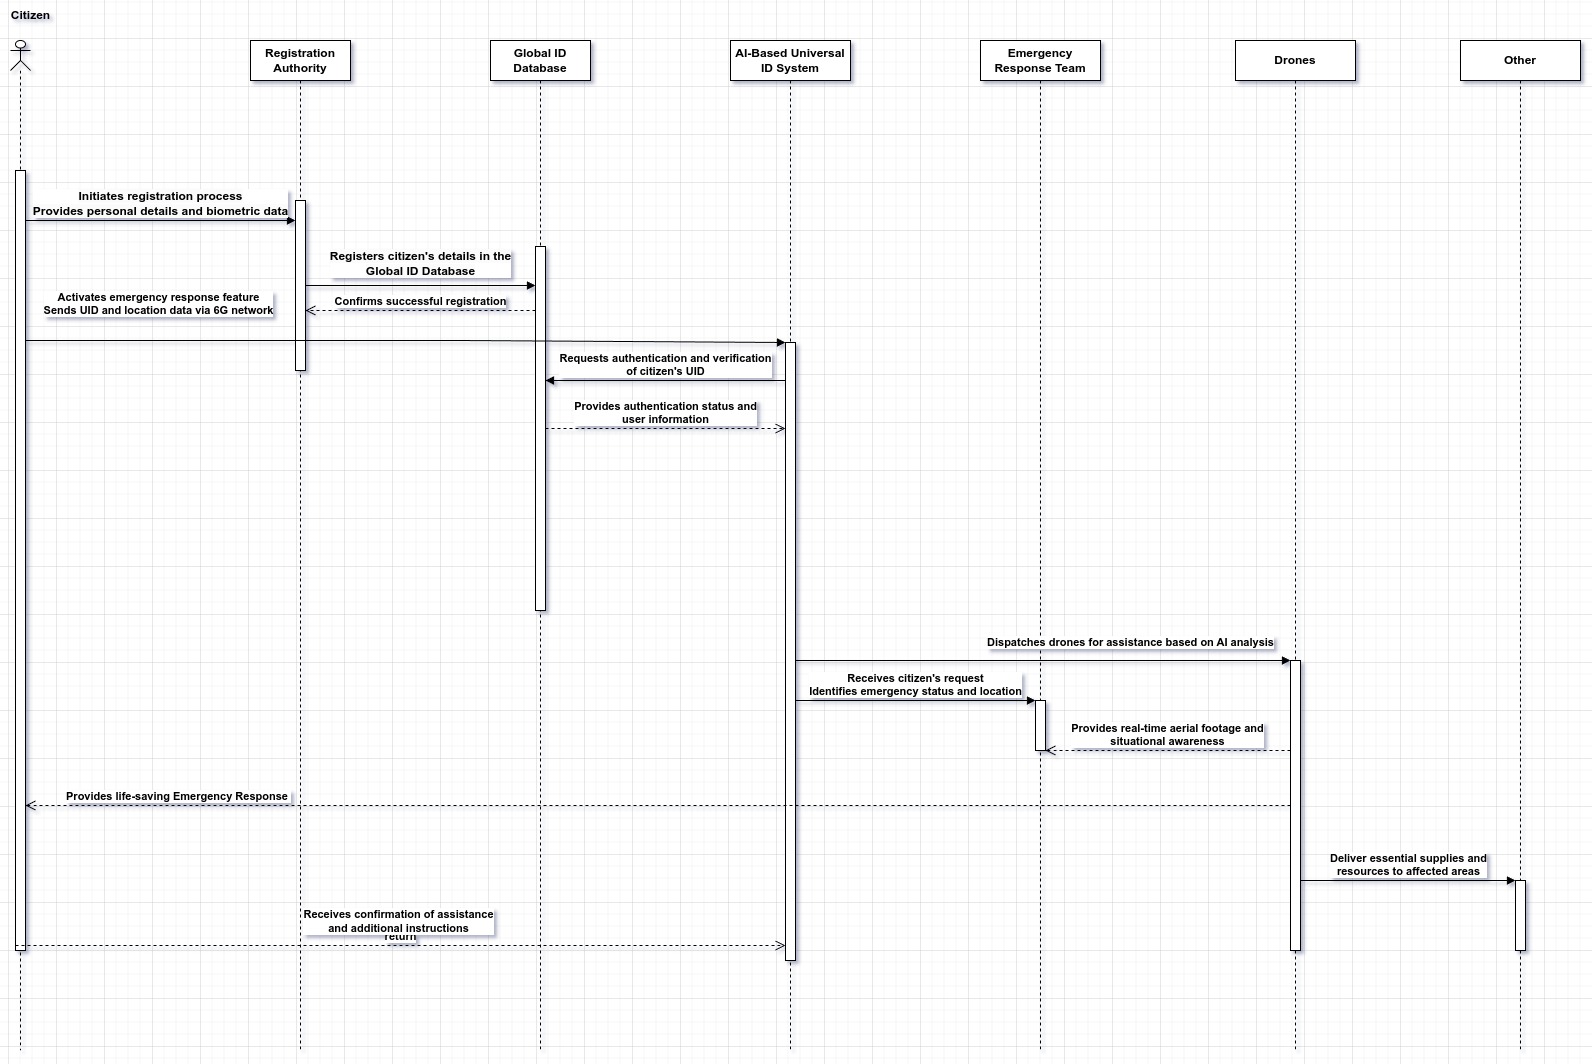 Citizen
Registration
Authority
Global ID
Database
AI-Based Universal
ID System
Emergency
Response Team
Drones
Other
Initiates registration process
Provides personal details and biometric data
Registers citizen's details in the
Global ID Database
Activates emergency response feature
Sends UID and location data via 6G network
Confirms successful registration
Requests authentication and verification
of citizen's UID
Provides authentication status and
user information
Dispatches drones for assistance based on AI analysis
Receives citizen's request
Identifies emergency status and location
Provides real-time aerial footage and
situational awareness
Provides life-saving Emergency Response
Deliver essential supplies and
resources to affected areas
Receives confirmation of assistance
and additional instructions
return